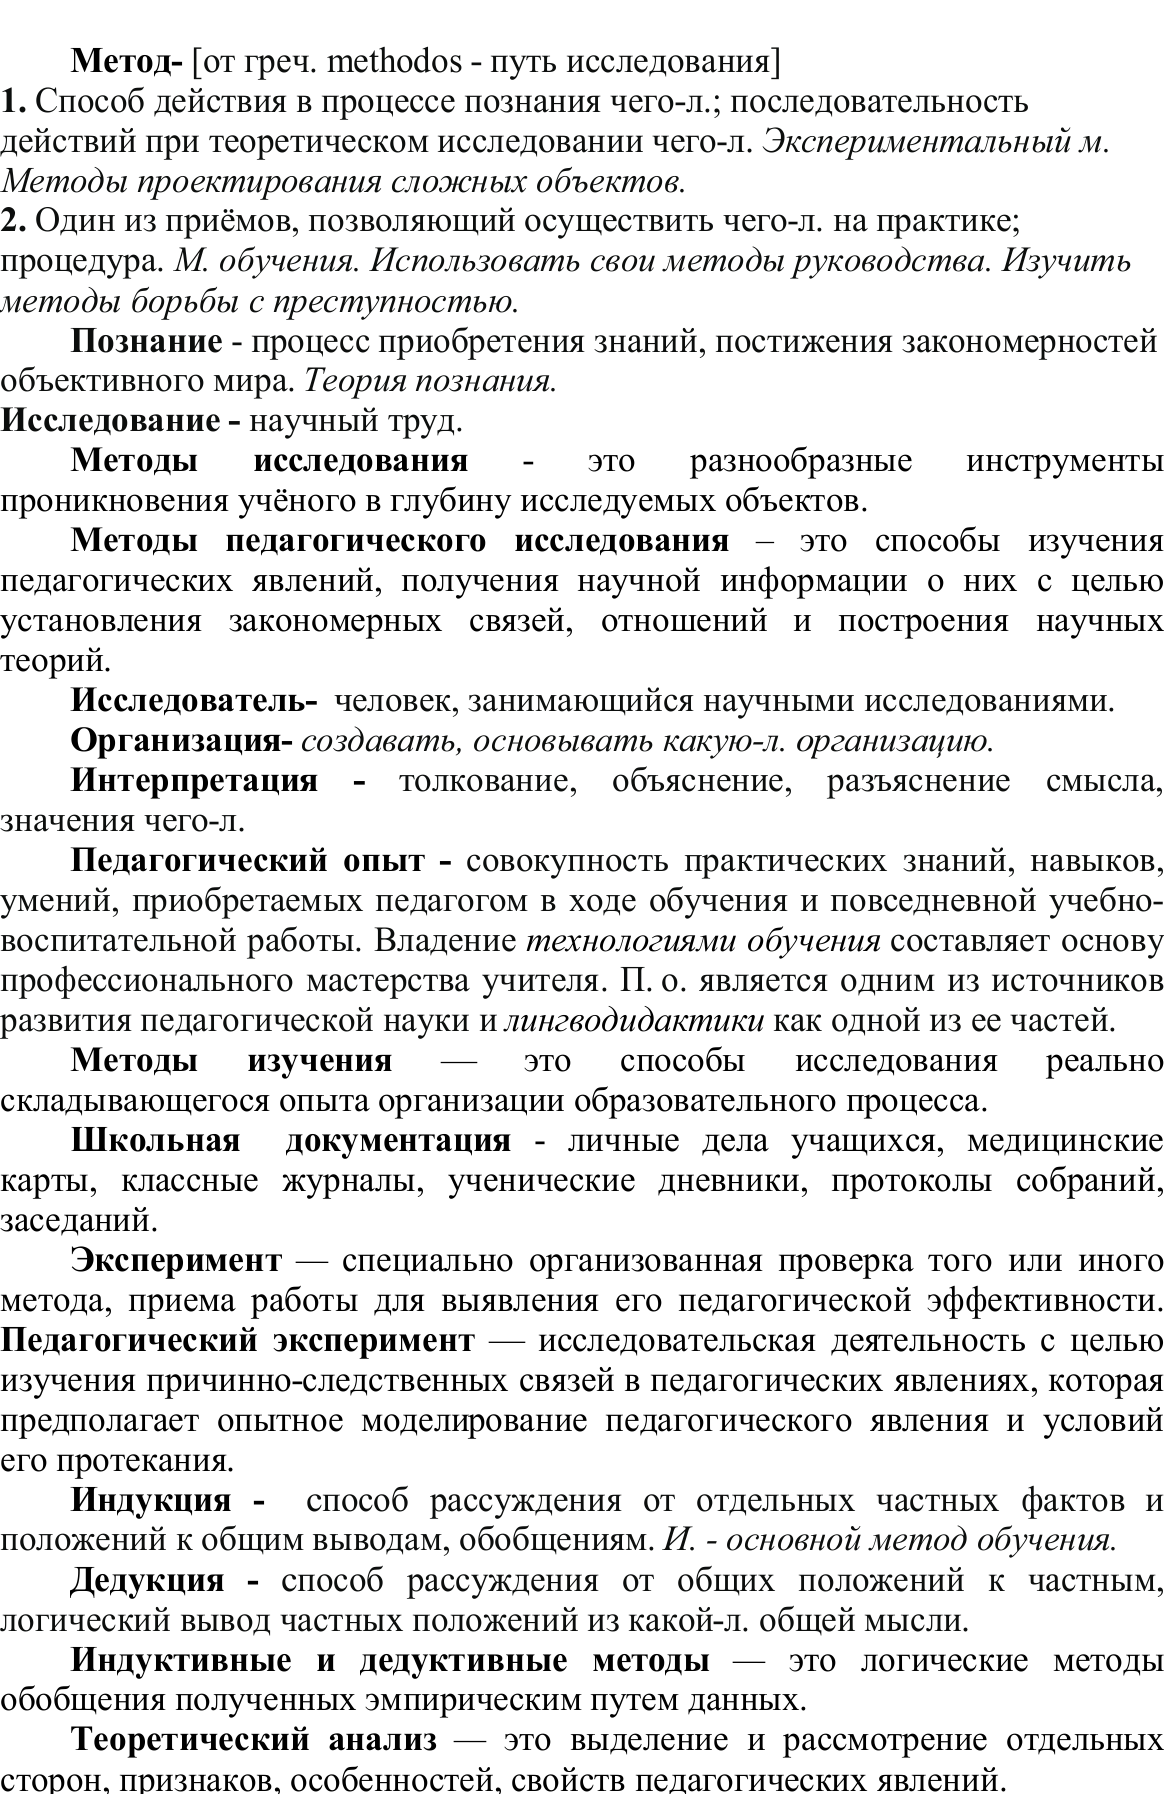 Метод- [от греч. methodos - путь исследования]
1. Способ действия в процессе познания чего-л.; последовательность
действий при теоретическом исследовании чего-л. Экспериментальный м.
Методы проектирования сложных объектов.
2. Один из приёмов, позволяющий осуществить чего-л. на практике;
процедура. М. обучения. Использовать свои методы руководства. Изучить
методы борьбы с преступностью.
Познание - процесс приобретения знаний, постижения закономерностей
объективного мира. Теория познания.
Исследование - научный труд.
Методы исследования - это разнообразные инструменты
проникновения учёного в глубину исследуемых объектов.
Методы педагогического исследования – это способы изучения
педагогических явлений, получения научной информации о них с целью
установления закономерных связей, отношений и построения научных
теорий.
Исследователь- человек, занимающийся научными исследованиями.
Организация- создавать, основывать какую-л. организацию.
Интерпретация - толкование, объяснение, разъяснение смысла,
значения чего-л.
Педагогический опыт - совокупность практических знаний, навыков,
умений, приобретаемых педагогом в ходе обучения и повседневной учебно-
воспитательной работы. Владение технологиями обучения составляет основу
профессионального мастерства учителя. П. о. является одним из источников
развития педагогической науки и лингводидактики как одной из ее частей.
Методы изучения — это способы исследования реально
складывающегося опыта организации образовательного процесса.
Школьная документация - личные дела учащихся, медицинские
карты, классные журналы, ученические дневники, протоколы собраний,
заседаний.
Эксперимент — специально организованная проверка того или иного
метода, приема работы для выявления его педагогической эффективности.
Педагогический эксперимент — исследовательская деятельность с целью
изучения причинно-следственных связей в педагогических явлениях, которая
предполагает опытное моделирование педагогического явления и условий
его протекания.
Индукция - способ рассуждения от отдельных частных фактов и
положений к общим выводам, обобщениям. И. - основной метод обучения.
Дедукция - способ рассуждения от общих положений к частным,
логический вывод частных положений из какой-л. общей мысли.
Индуктивные и дедуктивные методы — это логические методы
обобщения полученных эмпирическим путем данных.
Теоретический анализ — это выделение и рассмотрение отдельных
сторон, признаков, особенностей, свойств педагогических явлений.